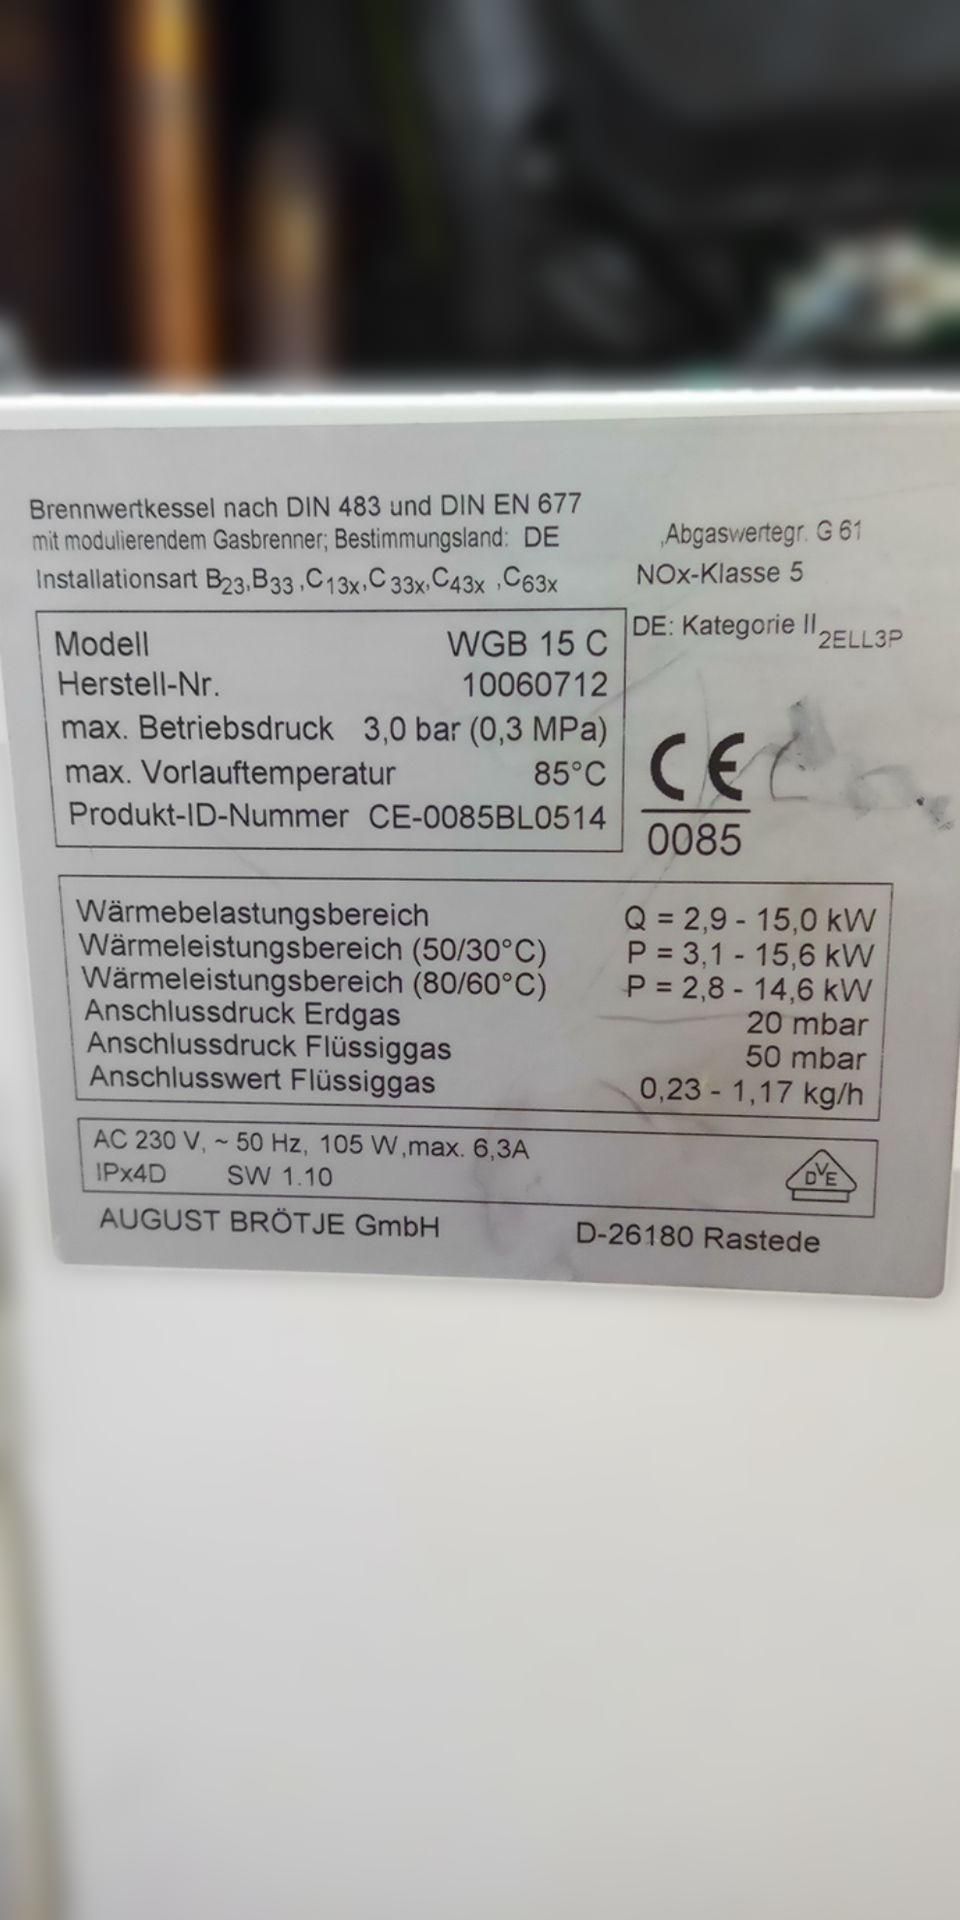 Brennwertkessel nach DIN 483 und DIN EN 677
mit modulierendem Gasbrenner; Bestimmungsland: DE
,Abgaswertegr. G 61
Installationsart B23,B33 ,C13x,C33x,C43x ,C63x
NOx-Klasse 5
DE: Kategorie II2ELL3P
Modell WGB 15 C
Herstell-Nr. 10060712
max. Betriebsdruck 3,0 bar (0,3 MPa)
max. Vorlauftemperatur 85°C
Produkt-ID-Nummer CE-0085BL0514
CE
0085
Wärmebelastungsbereich Q = 2,9 - 15,0 kW
Wärmeleistungsbereich (50/30°C) P = 3,1 - 15,6 kW
Wärmeleistungsbereich (80/60°C) P = 2,8 - 14,6 kW
Anschlussdruck Erdgas 20 mbar
Anschlussdruck Flüssiggas 50 mbar
Anschlusswert Flüssiggas 0,23 - 1,17 kg/h
AC 230 V, ~ 50 Hz, 105 W,max. 6,3A
IPx4D SW 1.10
DVE
AUGUST BRÖTJE GmbH D-26180 Rastede